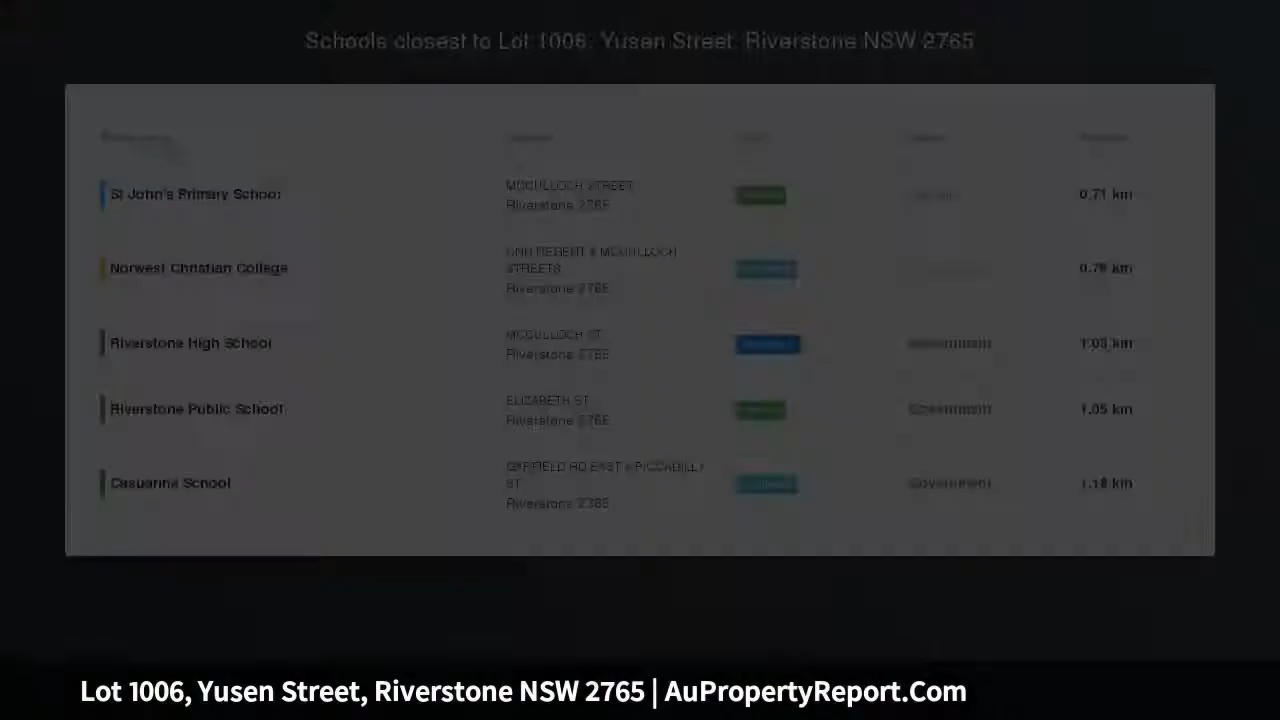 Schools closest to Lot 1006, Yusen Street, Riverstone NSW 2765
St John's Primary School
MCCULLOCH STREET
Riverstone 2765
0.71 km
Norwest Christian College
CNR REGENT & MCCULLOCH
STREETS
Riverstone 2765
km
Riverstone High School
MCCULLOCH ST
Riverstone 2765
Government
1.03 km
Riverstone Public School
ELIZABETH ST
Riverstone 2765
Government
1.05 km
Casuarina School
GARFIELD RD EAST & PICCADILLY
ST
Riverstone 2765
Government
1.18 km
Lot 1006, Yusen Street, Riverstone NSW 2765 | AuPropertyReport.Com